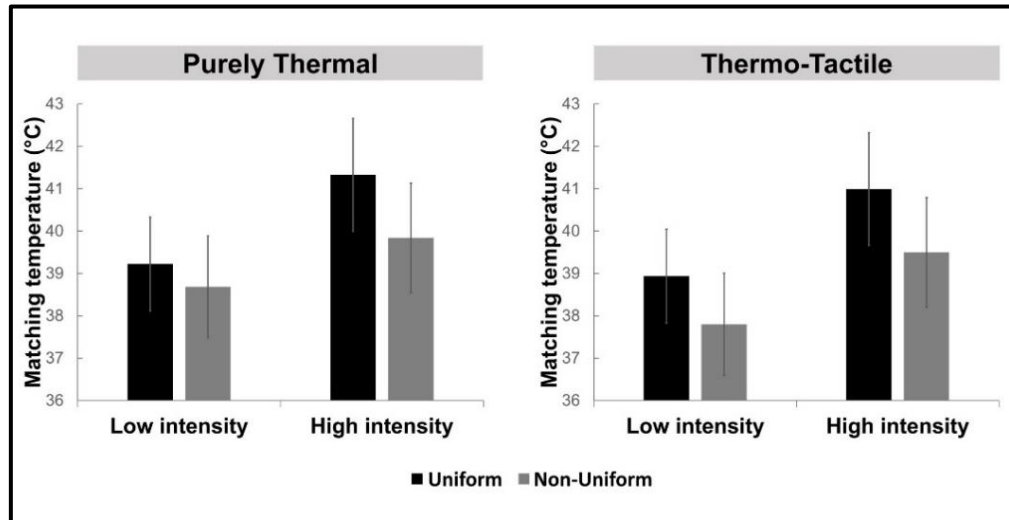 Purely Thermal
Matching temperature (°C)
43
42
41
40
39
38
37
36
Low intensity
High intensity
Thermo-Tactile
Matching temperature (°C)
43
42
41
40
39
38
37
36
Low intensity
High intensity
Uniform
Non-Uniform